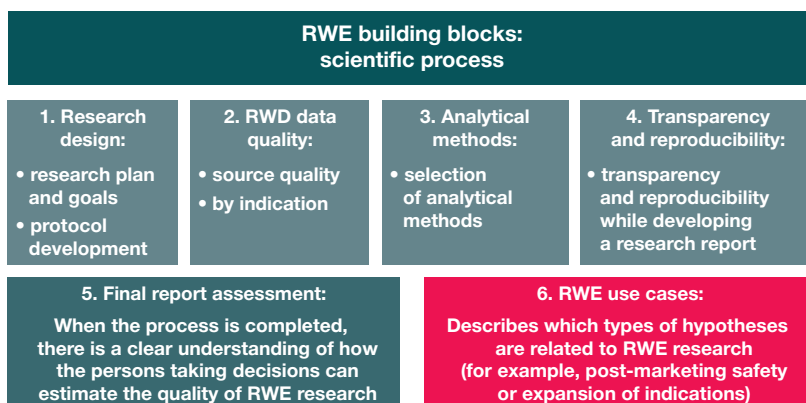 RWE building blocks:
scientific process
1. Research
design:
• research plan
and goals
• protocol
development
2. RWD data
quality:
• source quality
• by indication
3. Analytical
methods:
• selection
of analytical
methods
4. Transparency
and reproducibility:
• transparency
and reproducibility
while developing
a research report
5. Final report assessment:
When the process is completed,
there is a clear understanding of how
the persons taking decisions can
estimate the quality of RWE research
6. RWE use cases:
Describes which types of hypotheses
are related to RWE research
(for example, post-marketing safety
or expansion of indications)